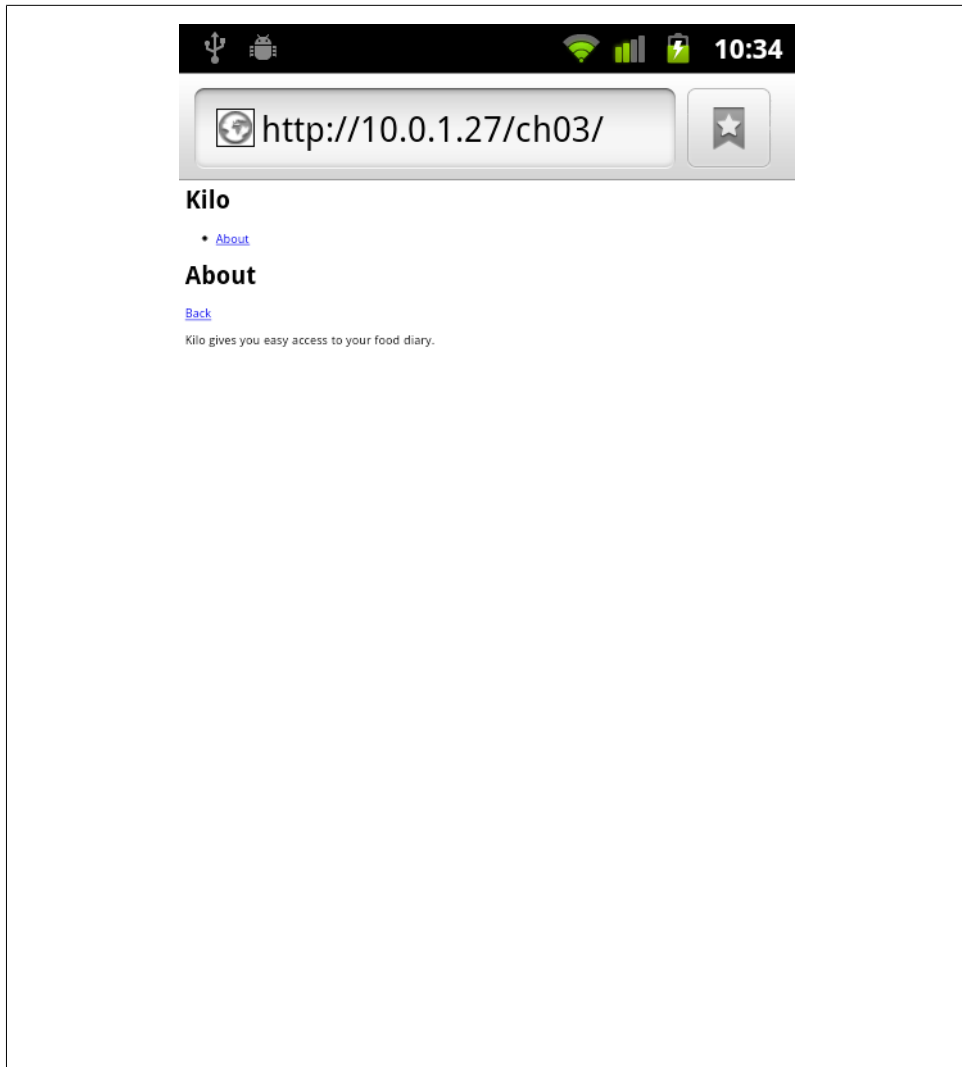 10:34
http://10.0.1.27/ch03/
Kilo
• About
About
Back
Kilo gives you easy access to your food diary.